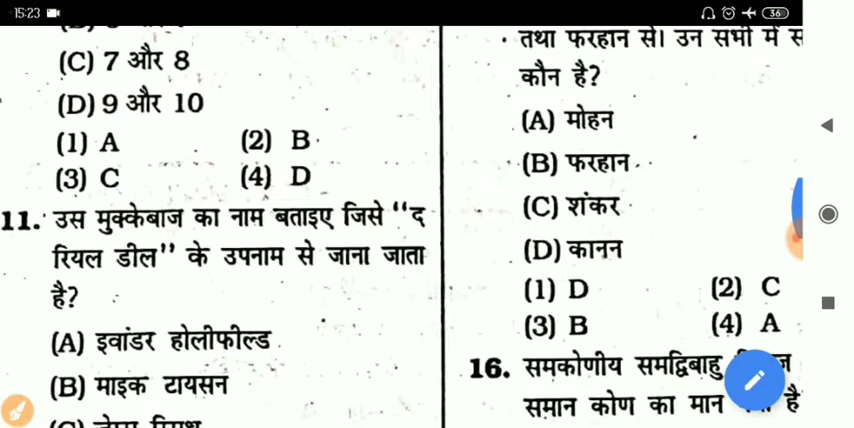 15:23
36
(C) 7 और 8
(D) 9 और 10
(1) A (2) B
(3) C (4) D
11. उस मुक्केबाज का नाम बताइए जिसे "द
रियल डील" के उपनाम से जाना जाता
है?
(A) इवांडर होलीफील्ड
(B) माइक टायसन
तथा फरहान से। उन सभी में स
कौन है?
(A) मोहन
(B) फरहान
(C) शंकर
(D) कानन
(1) D (2) C
(3) B (4) A
16. समकोणीय समद्विबाहु
समान कोण का मान है